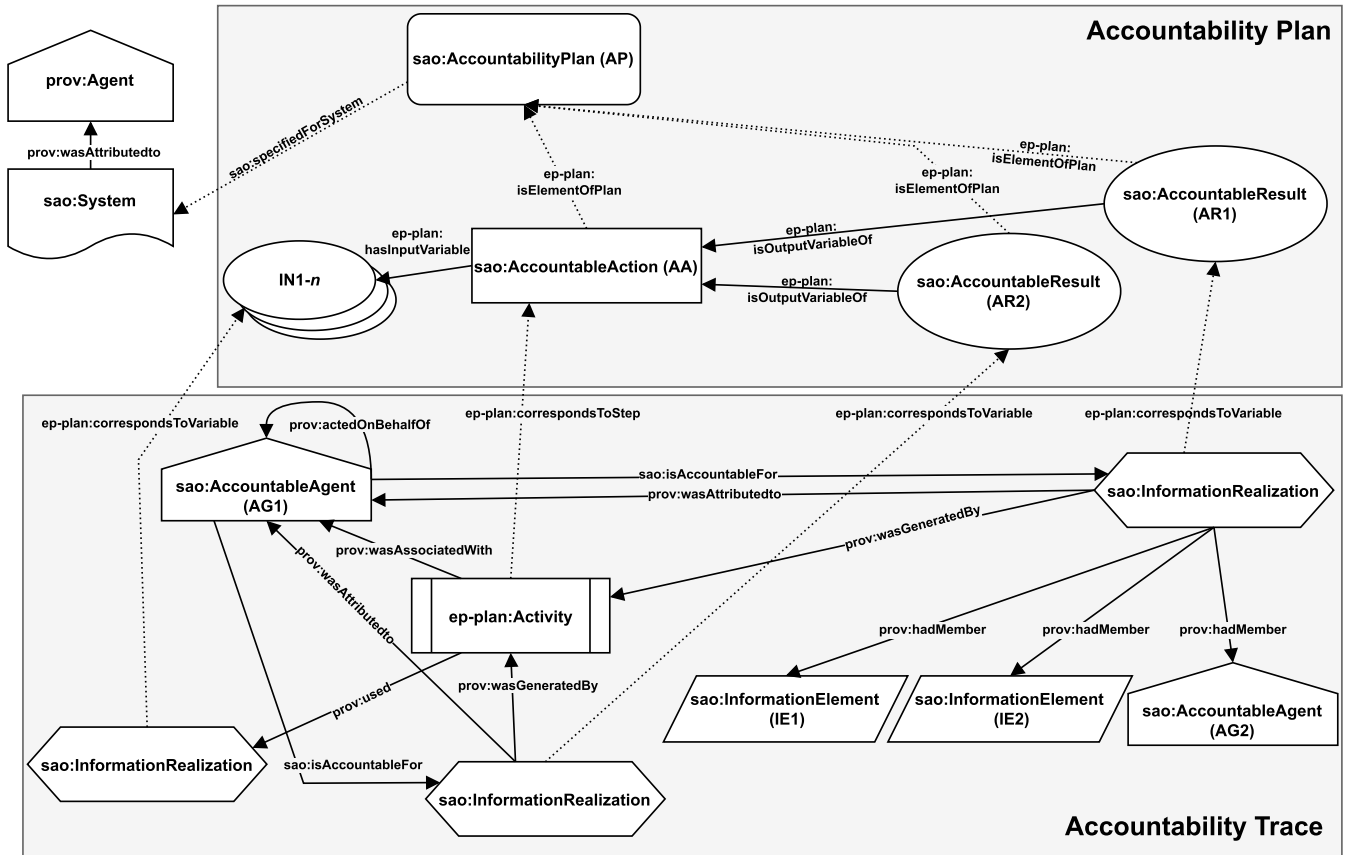 Accountability Plan
sao:AccountabilityPlan (AP)
prov:Agent
prov:wasAttributedto
sao:System
sao:specifiedForSystem
ep-plan:
isElementOfPlan
ep-plan:
isElementOfPlan
ep-plan:
isElementOfPlan
sao:AccountableResult
(AR1)
ep-plan:
hasInputVariable
IN1-n
sao:AccountableAction (AA)
ep-plan:
isOutputVariableOf
ep-plan:
isOutputVariableOf
sao:AccountableResult
(AR2)
ep-plan:correspondsToVariable
prov:actedOnBehalfOf
ep-plan:correspondsToStep
ep-plan:correspondsToVariable
ep-plan:correspondsToVariable
sao:AccountableAgent
(AG1)
sao:isAccountableFor
prov:wasAttributedto
sao:InformationRealization
prov:wasGeneratedBy
prov:wasAssociatedWith
prov:wasAttributedto
ep-plan:Activity
prov:hadMember
prov:hadMember
prov:hadMember
prov:used
prov:wasGeneratedBy
sao:InformationElement
(IE1)
sao:InformationElement
(IE2)
sao:AccountableAgent
(AG2)
sao:InformationRealization
sao:isAccountableFor
sao:InformationRealization
Accountability Trace